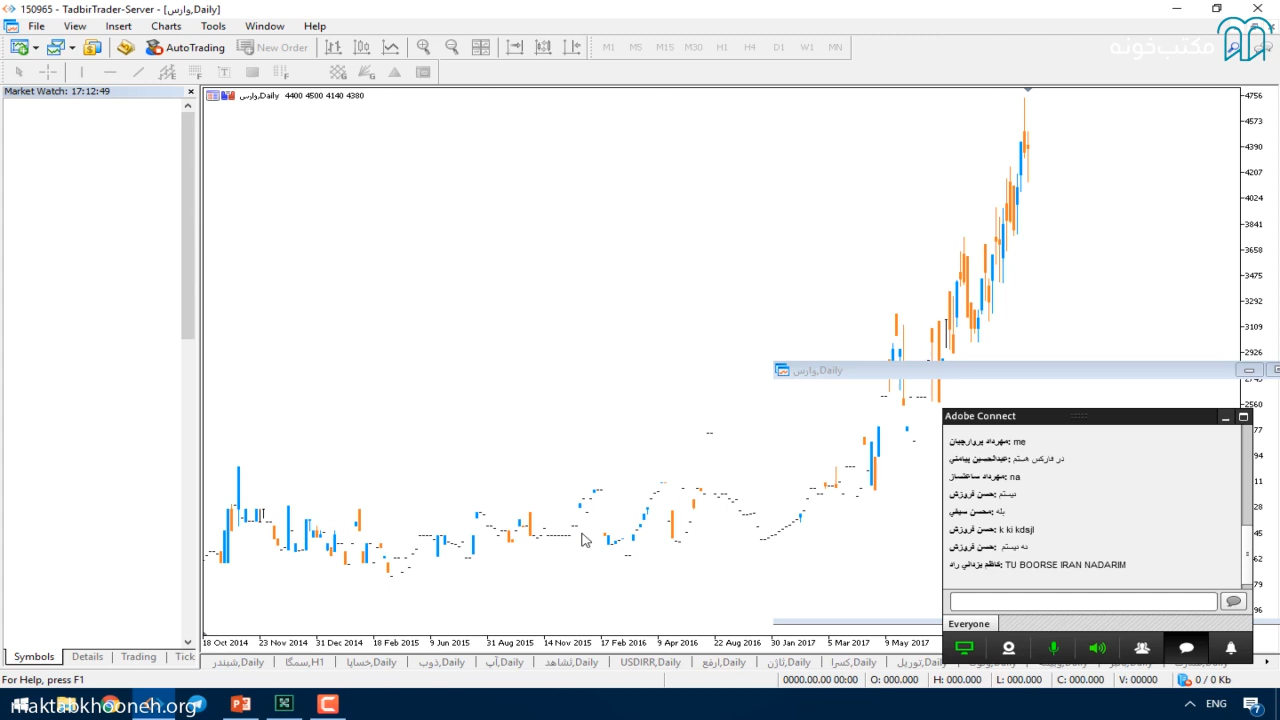 150965 - TadbirTrader-Server - [وارس,Daily]
File View Insert Charts Tools Window Help
مکتب‌خونه
AutoTrading New Order M1 M5 M15 M30 H1 H4 D1 W1 MN
Market Watch: 17:12:49
وارس,Daily 4400 4500 4140 4380
4756
4573
4390
4207
4024
3841
3658
3475
3292
3109
2926
2743
2560
وارس,Daily
Adobe Connect
me :مهرداد پروارجیان
عبدالحسین پیامنی: در فارکس هستم
na :مهرداد ساعتساز
حسن فروزش: دیستم
محسن سیفی: بله
k ki kdsjl :حسن فروزش
حسن فروزش: ده دیستم
TU BOORSE IRAN NADARIM :کاظم یزدانی راد
Everyone
18 Oct 2014 23 Nov 2014 31 Dec 2014 18 Feb 2015 9 Jun 2015 31 Aug 2015 14 Nov 2015 17 Feb 2016 9 Apr 2016 22 Aug 2016 30 Jan 2017 5 Mar 2017 9 May 2017
Symbols Details Trading Tick
شبندر,Daily سمگا,H1 خساپا,Daily ذوب,Daily آپ,Daily ثشاهد,Daily USDIRR,Daily ارفع,Daily تاژن,Daily کسرا,Daily
For Help, press F1
0000.00.00 00:00 O: 000.000 H: 000.000 L: 000.000 C: 000.000 V: 00000 0 / 0 Kb
maktabkhooneh.org
ENG
7